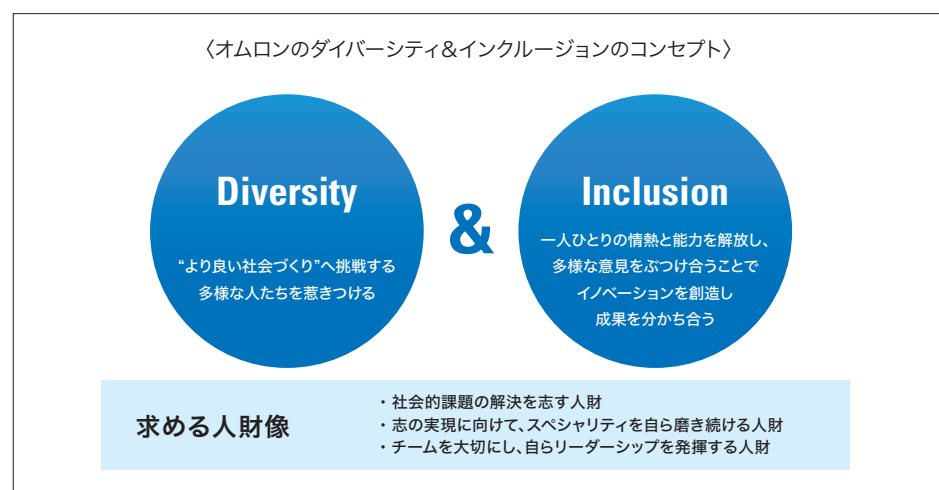 〈オムロンのダイバーシティ&インクルージョンのコンセプト〉
Diversity
“より良い社会づくり”へ挑戦する
多様な人たちを惹きつける
&
Inclusion
一人ひとりの情熱と能力を解放し、
多様な意見をぶつけ合うことで
イノベーションを創造し
成果を分かち合う
求める人財像
・社会的課題の解決を志す人財
・志の実現に向けて、スペシャリティを自ら磨き続ける人財
・チームを大切にし、自らリーダーシップを発揮する人財